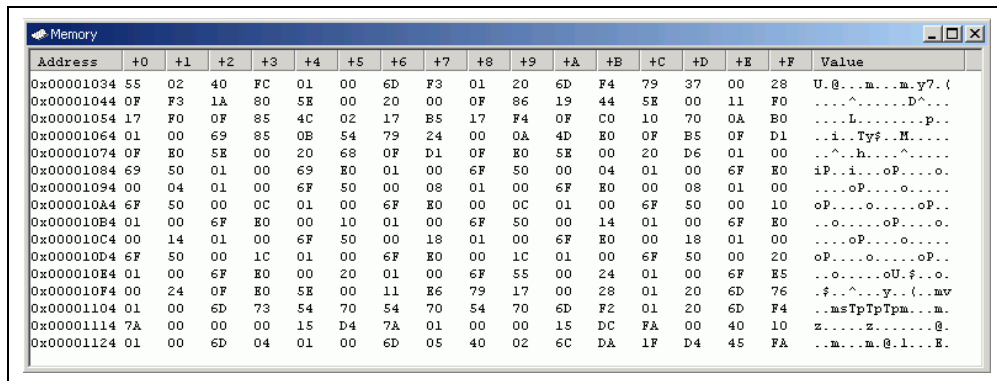 Memory
Address +0 +1 +2 +3 +4 +5 +6 +7 +8 +9 +A +B +C +D +E +F Value
0x00001034 55 02 40 FC 01 00 6D F3 01 20 6D F4 79 37 00 28 U.@...m...m.y7.(
0x00001044 0F F3 1A 80 5E 00 20 00 0F 86 19 44 5E 00 11 F0 ....^......D^...
0x00001054 17 F0 0F 85 4C 02 17 B5 17 F4 0F C0 10 70 0A B0 ....L........p..
0x00001064 01 00 69 85 0B 54 79 24 00 0A 4D E0 0F B5 0F D1 ..i..Ty$..M.....
0x00001074 0F E0 5E 00 20 68 0F D1 0F E0 5E 00 20 D6 01 00 ..^..h....^.....
0x00001084 69 50 01 00 69 E0 01 00 6F 50 00 04 01 00 6F E0 iP..i...oP....o.
0x00001094 00 04 01 00 6F 50 00 08 01 00 6F E0 00 08 01 00 ....oP....o.....
0x000010A4 6F 50 00 0C 01 00 6F E0 00 0C 01 00 6F 50 00 10 oP....o.....oP..
0x000010B4 01 00 6F E0 00 10 01 00 6F 50 00 14 01 00 6F E0 ..o.....oP....o.
0x000010C4 00 14 01 00 6F 50 00 18 01 00 6F E0 00 18 01 00 ....oP....o.....
0x000010D4 6F 50 00 1C 01 00 6F E0 00 1C 01 00 6F 50 00 20 oP....o.....oP..
0x000010E4 01 00 6F E0 00 20 01 00 6F 55 00 24 01 00 6F E5 ..o.....oU.$..o.
0x000010F4 00 24 0F E0 5E 00 11 E6 79 17 00 28 01 20 6D 76 .$..^...y..(..mv
0x00001104 01 00 6D 73 54 70 54 70 54 70 6D F2 01 20 6D F4 ..msTpTpTpm...m.
0x00001114 7A 00 00 00 15 D4 7A 01 00 00 15 DC FA 00 40 10 z.....z.......@.
0x00001124 01 00 6D 04 01 00 6D 05 40 02 6C DA 1F D4 45 FA ..m...m.@.l...E.